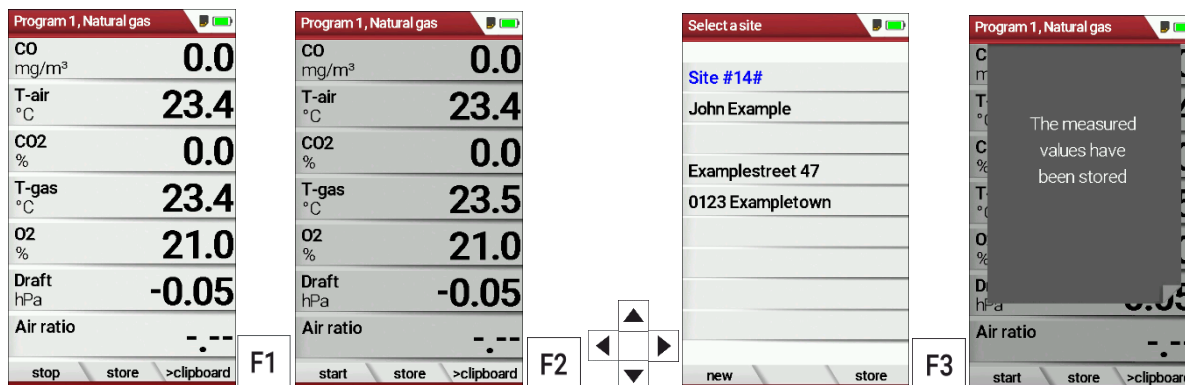 Program 1, Natural gas
CO
mg/m³
0.0
T-air
°C
23.4
CO2
%
0.0
T-gas
°C
23.4
O2
%
21.0
Draft
hPa
-0.05
Air ratio
-.--
stop store >clipboard
F1
Program 1, Natural gas
CO
mg/m³
0.0
T-air
°C
23.4
CO2
%
0.0
T-gas
°C
23.5
O2
%
21.0
Draft
hPa
-0.05
Air ratio
-.--
start store >clipboard
F2
Select a site
Site #14#
John Example
Examplestreet 47
0123 Exampletown
new store
F3
Program 1, Natural gas
The measured
values have
been stored
Air ratio
-.--
start store >clipboard